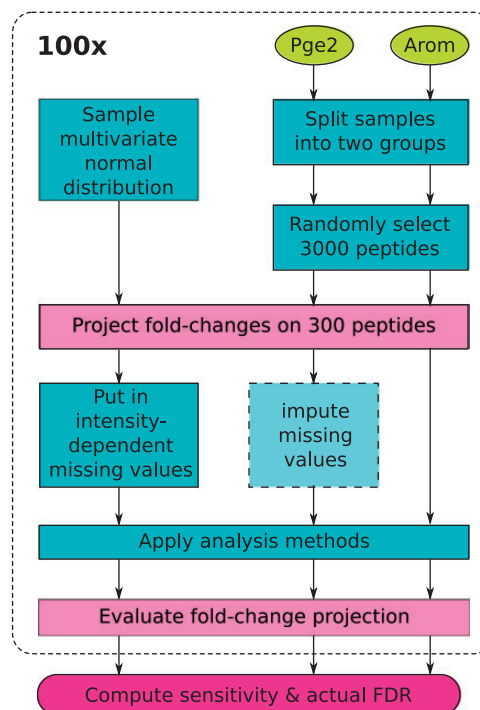 100x
Pge2
Arom
Sample
multivariate
normal
distribution
Split samples
into two groups
Randomly select
3000 peptides
Project fold-changes on 300 peptides
Put in
intensity-
dependent
missing values
impute
missing
values
Apply analysis methods
Evaluate fold-change projection
Compute sensitivity & actual FDR